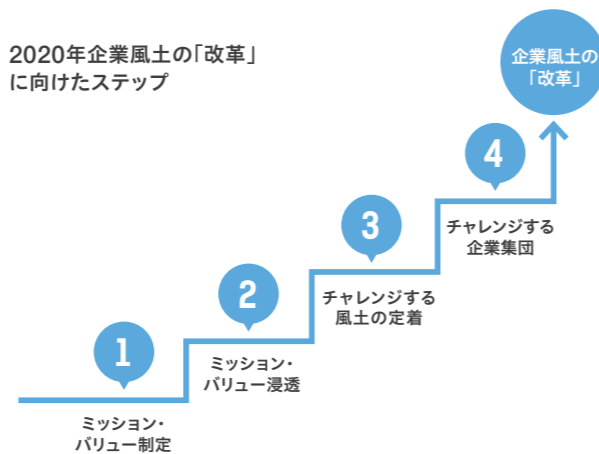 2020年企業風土の「改革」
に向けたステップ
企業風土の
「改革」
4
チャレンジする
企業集団
3
チャレンジする
風土の定着
2
ミッション・
バリュー浸透
1
ミッション・
バリュー制定